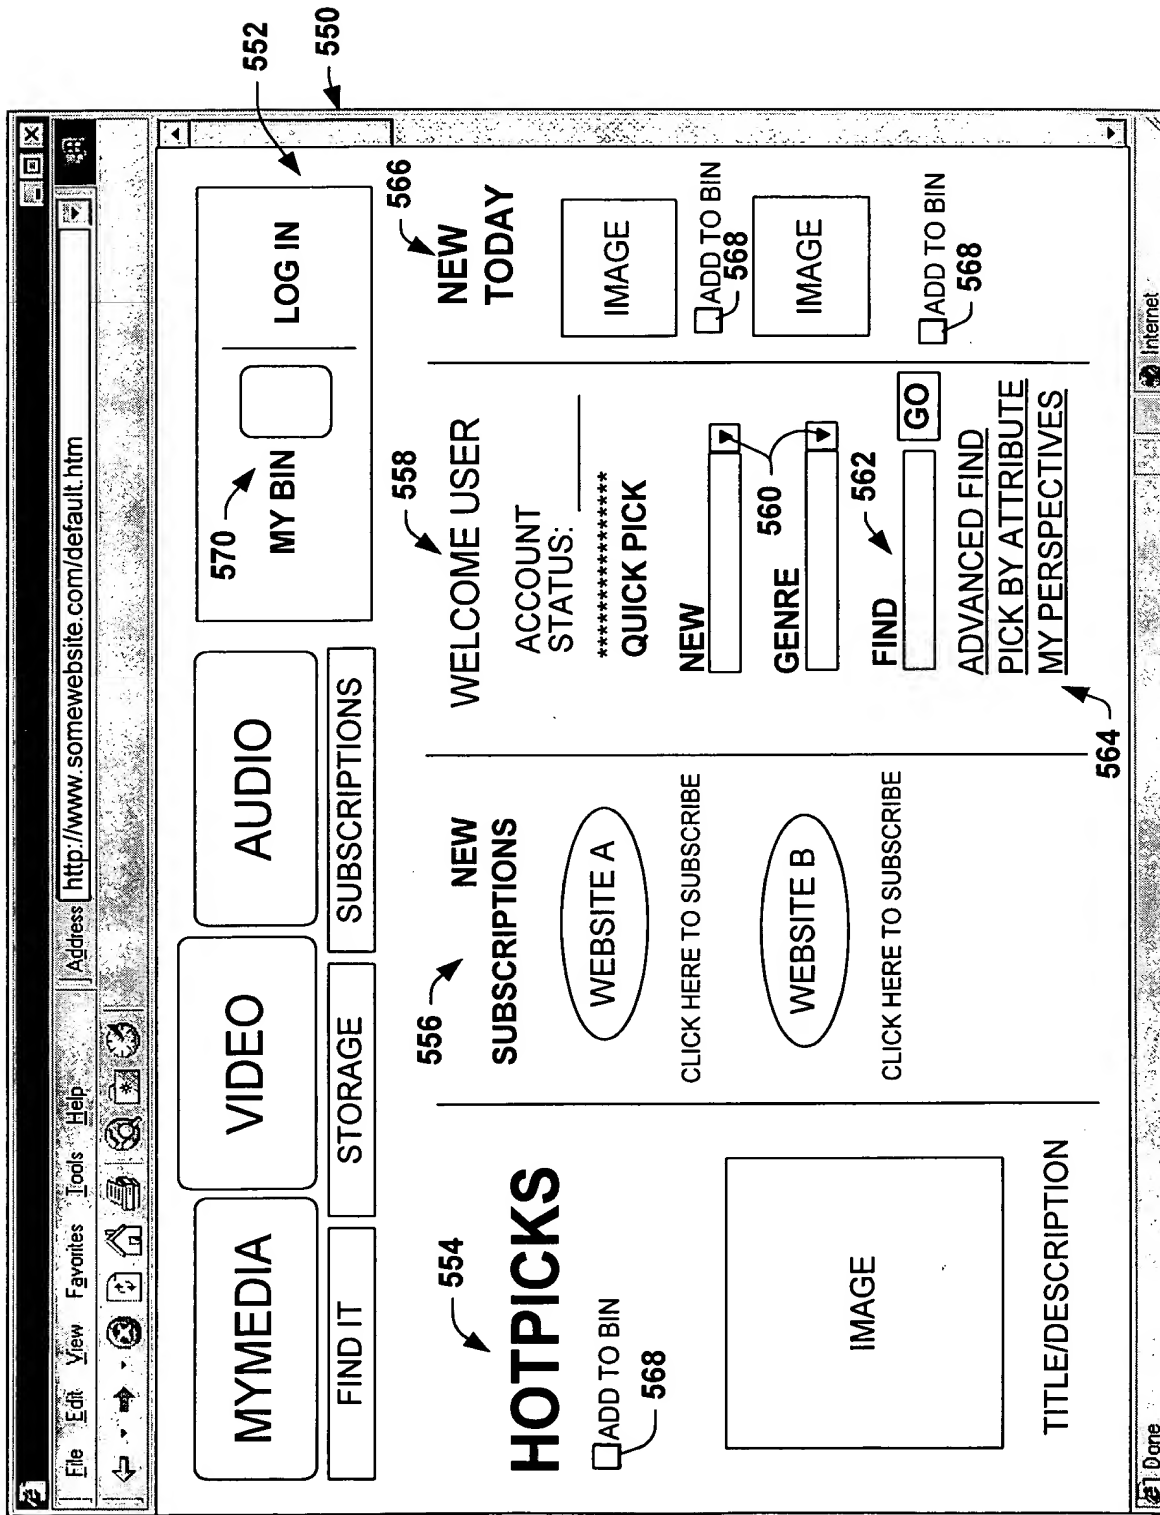 File Edit View Favorites Tools Help
Address http://www.somewebsite.com/default.htm
MYMEDIA
VIDEO
AUDIO
FIND IT
STORAGE
SUBSCRIPTIONS
570
MY BIN
LOG IN
552
550
554
HOTPICKS
ADD TO BIN
568
IMAGE
TITLE/DESCRIPTION
556
NEW
SUBSCRIPTIONS
WEBSITE A
CLICK HERE TO SUBSCRIBE
WEBSITE B
CLICK HERE TO SUBSCRIBE
558
WELCOME USER
ACCOUNT
STATUS:
******************
QUICK PICK
NEW
560
GENRE
562
FIND
GO
ADVANCED FIND
PICK BY ATTRIBUTE
MY PERSPECTIVES
564
566
NEW
TODAY
IMAGE
ADD TO BIN
568
IMAGE
ADD TO BIN
568
Done
Internet